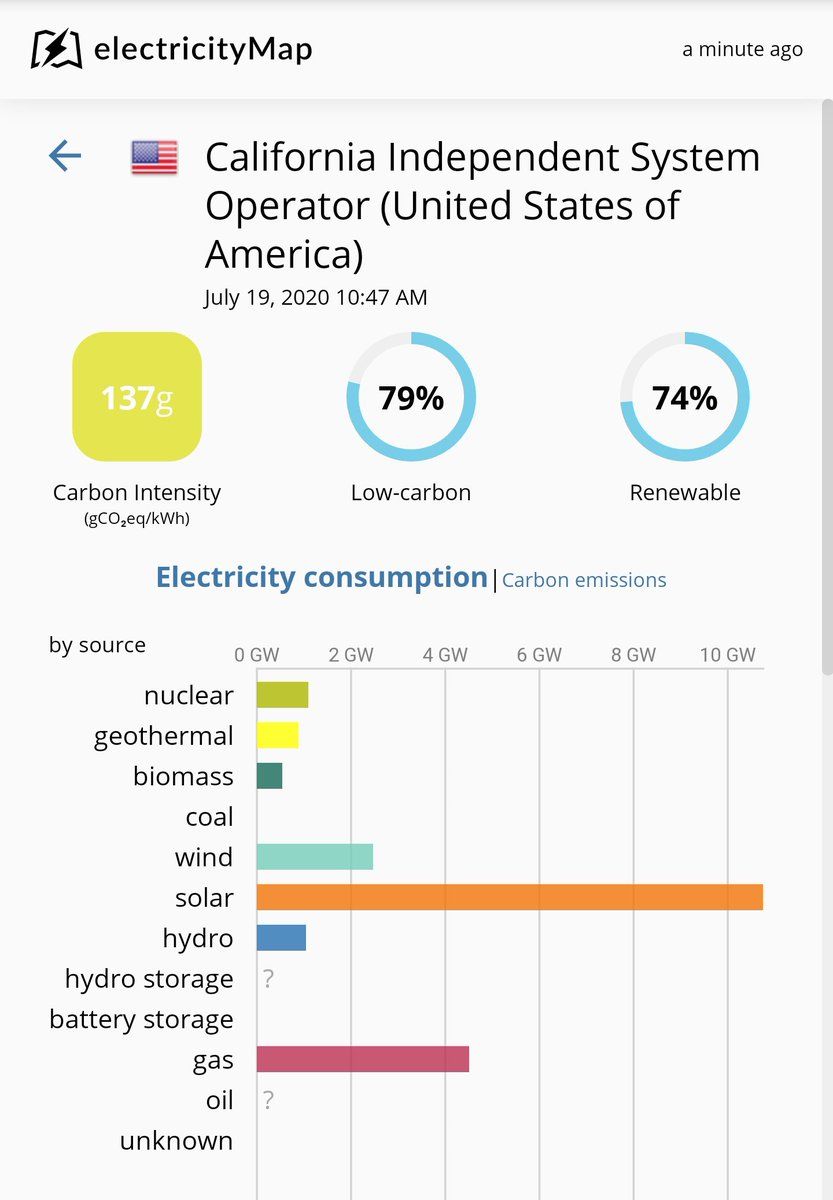 electricityMap
a minute ago
California Independent System
Operator (United States of
America)
July 19, 2020 10:47 AM
137g
79%
74%
Carbon Intensity
(gCO₂eq/kWh)
Low-carbon
Renewable
Electricity consumption|Carbon emissions
by source
0 GW 2 GW 4 GW 6 GW 8 GW 10 GW
nuclear
geothermal
biomass
coal
wind
solar
hydro
hydro storage ?
battery storage
gas
oil ?
unknown